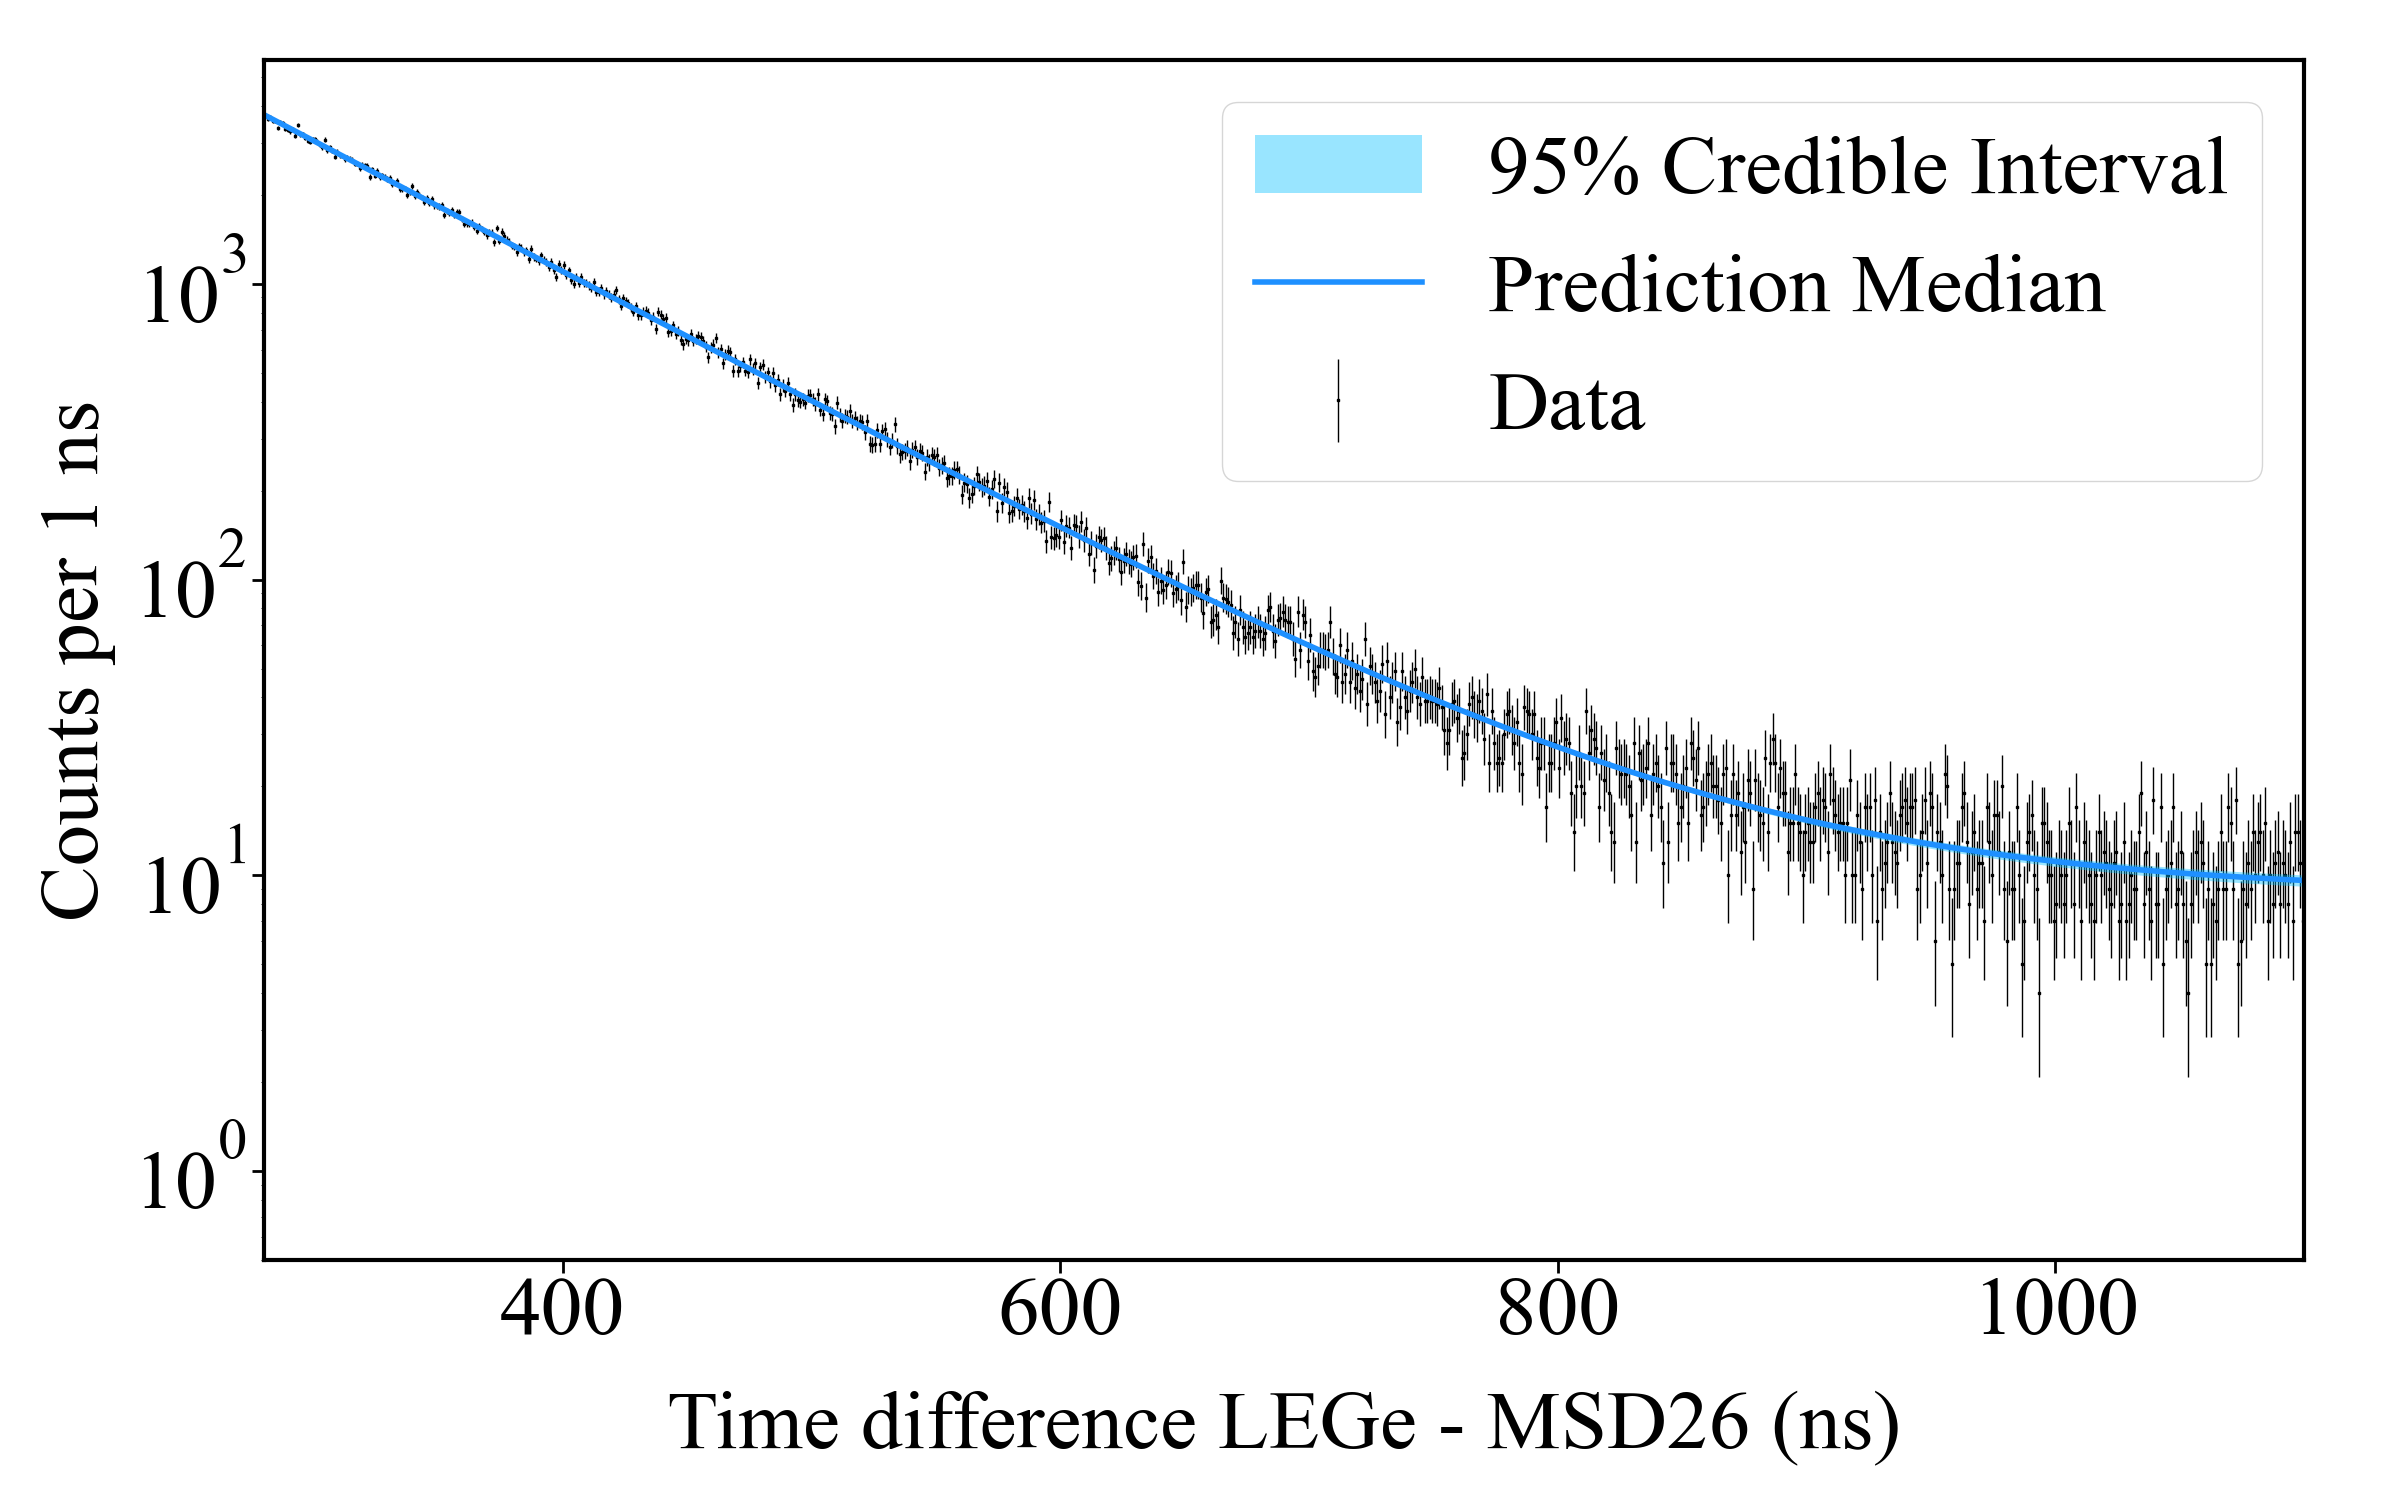 95% Credible Interval
Prediction Median
Data
10^3
10^2
10^1
10^0
Counts per 1 ns
400 600 800 1000
Time difference LEGe - MSD26 (ns)